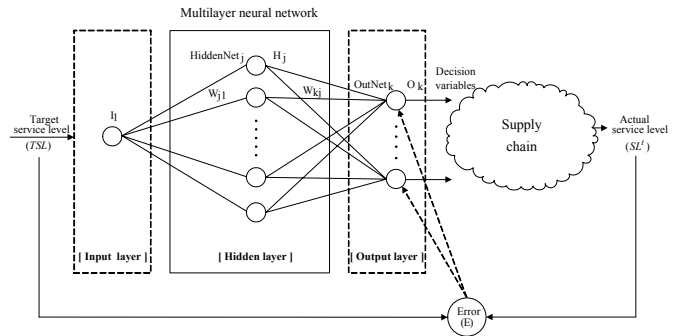 Multilayer neural network
HiddenNet j
H j
Decision
variables
OutNet k
O k
W j1
W kj
Target
service level
(TSL)
I 1
Supply
chain
Actual
service level
(SL t)
[ Input layer ]
[ Hidden layer ]
[ Output layer ]
Error
(E)